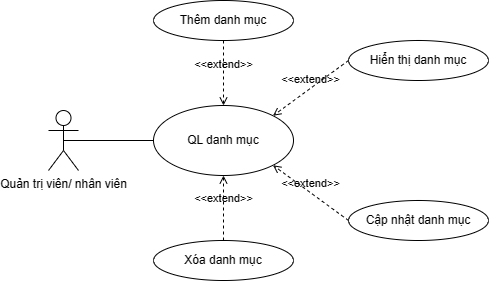 Thêm danh mục
Hiển thị danh mục
<<extend>>
<<extend>>
QL danh mục
Quản trị viên/ nhân viên
<<extend>>
<<extend>>
Cập nhật danh mục
Xóa danh mục